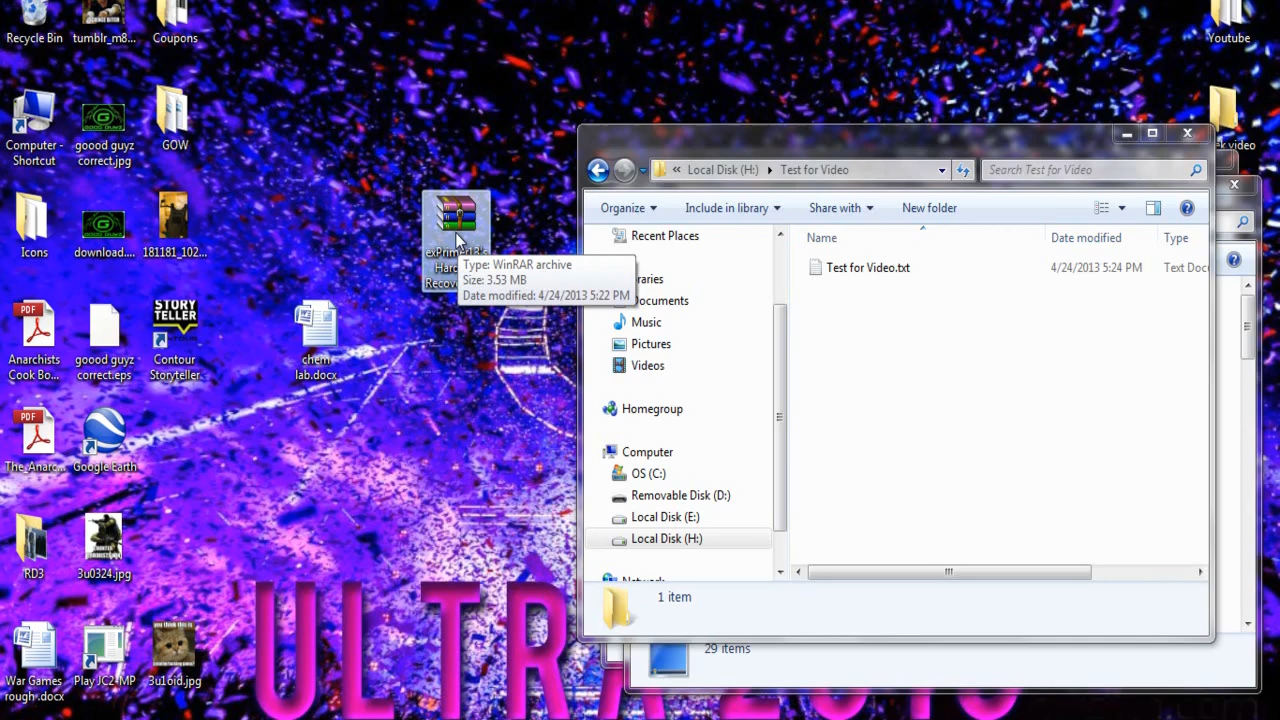 Recycle Bin
tumblr_m8...
Coupons
Youtube
Computer - Shortcut
goood guyz correct.jpg
GOW
Icons
download....
181181_102...
Anarchists Cook Bo...
goood guyz correct.eps
STORY TELLER
Contour Storyteller
chem lab.docx
PDF
PDF
The Anarc...
Google Earth
RD3
3u0324.jpg
War Games rough-.docx
Play JC2-MP
3u1oid.jpg
Type: WinRAR archive
Size: 3.53 MB
Date modified: 4/24/2013 5:22 PM
Local Disk (H:)
Test for Video
Search Test for Video
Organize
Include in library
Share with
New folder
Recent Places
Documents
Music
Pictures
Videos
Homegroup
Computer
OS (C:)
Removable Disk (D:)
Local Disk (E:)
Local Disk (H:)
Name
Date modified
Type
Test for Video.txt
4/24/2013 5:24 PM
1 item
29 items
video